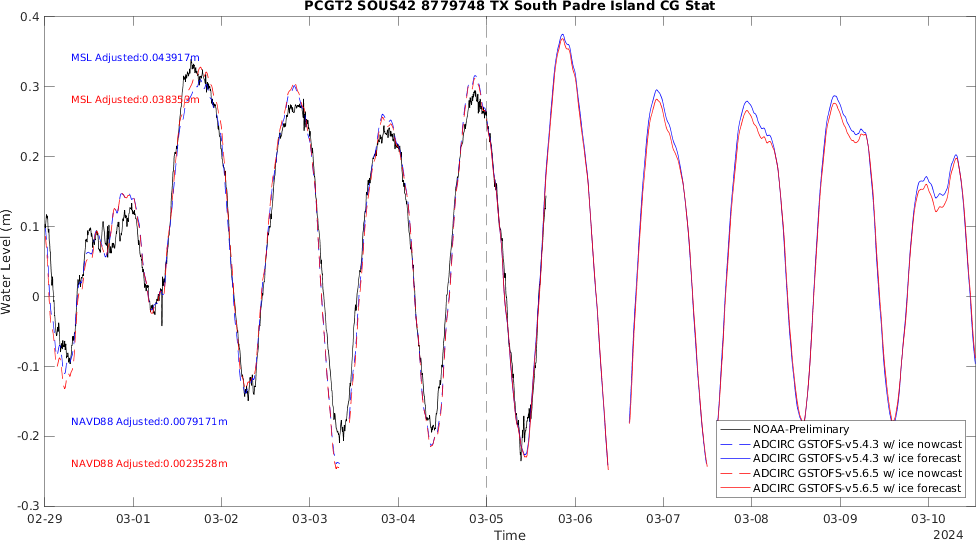 PCGT2 SOUS42 8779748 TX South Padre Island CG Stat
0.4
0.3
0.2
0.1
0
-0.1
-0.2
-0.3
Water Level (m)
MSL Adjusted:0.043917m
MSL Adjusted:0.038353m
NAVD88 Adjusted:0.0079171m
NAVD88 Adjusted:0.0023528m
NOAA-Preliminary
ADCIRC GSTOFS-v5.4.3 w/ ice nowcast
ADCIRC GSTOFS-v5.4.3 w/ ice forecast
ADCIRC GSTOFS-v5.6.5 w/ ice nowcast
ADCIRC GSTOFS-v5.6.5 w/ ice forecast
02-29 03-01 03-02 03-03 03-04 03-05 03-06 03-07 03-08 03-09 03-10
Time
2024